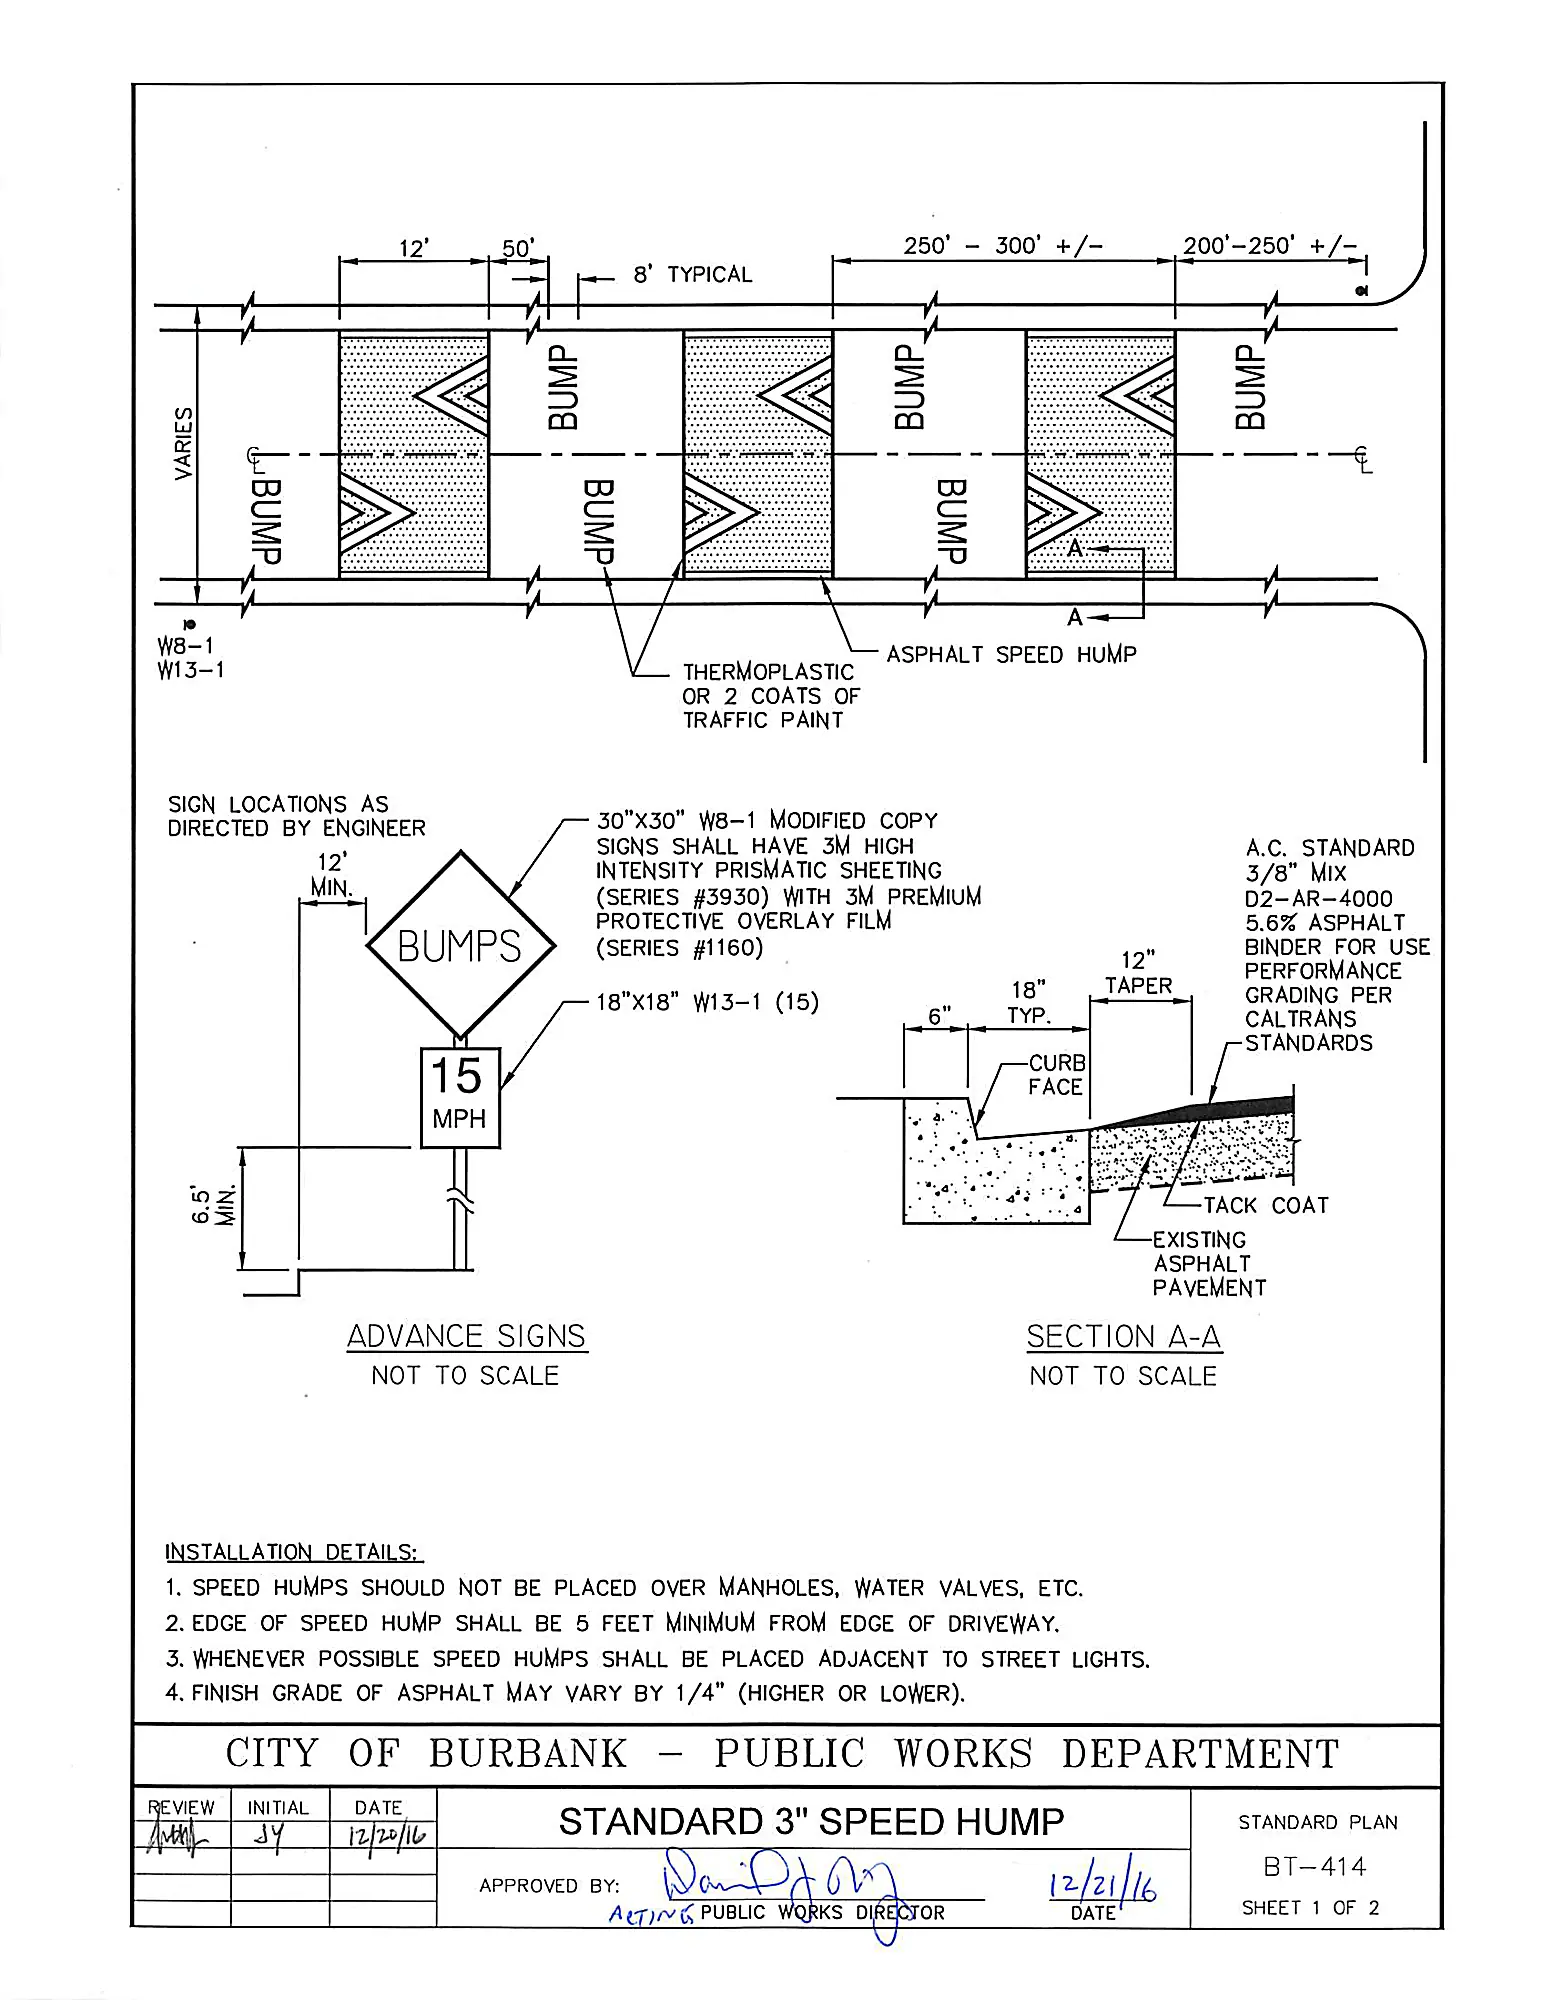 12'
50'
8' TYPICAL
250' - 300' +/-
200'-250' +/-
BUMP
BUMP
BUMP
VARIES
CL
CL
BUMP
BUMP
BUMP
A
A
W8-1
W13-1
THERMOPLASTIC
OR 2 COATS OF
TRAFFIC PAINT
ASPHALT SPEED HUMP
SIGN LOCATIONS AS
DIRECTED BY ENGINEER
12'
MIN.
BUMPS
15
MPH
6.5'
MIN.
30"X30" W8-1 MODIFIED COPY
SIGNS SHALL HAVE 3M HIGH
INTENSITY PRISMATIC SHEETING
(SERIES #3930) WITH 3M PREMIUM
PROTECTIVE OVERLAY FILM
(SERIES #1160)
18"X18" W13-1 (15)
ADVANCE SIGNS
NOT TO SCALE
6"
18"
TYP.
12"
TAPER
CURB
FACE
A.C. STANDARD
3/8" MIX
D2-AR-4000
5.6% ASPHALT
BINDER FOR USE
PERFORMANCE
GRADING PER
CALTRANS
STANDARDS
TACK COAT
EXISTING
ASPHALT
PAVEMENT
SECTION A-A
NOT TO SCALE
INSTALLATION DETAILS:
1. SPEED HUMPS SHOULD NOT BE PLACED OVER MANHOLES, WATER VALVES, ETC.
2. EDGE OF SPEED HUMP SHALL BE 5 FEET MINIMUM FROM EDGE OF DRIVEWAY.
3. WHENEVER POSSIBLE SPEED HUMPS SHALL BE PLACED ADJACENT TO STREET LIGHTS.
4. FINISH GRADE OF ASPHALT MAY VARY BY 1/4" (HIGHER OR LOWER).
CITY OF BURBANK - PUBLIC WORKS DEPARTMENT
REVIEW INITIAL DATE
JY 12/20/16
STANDARD 3" SPEED HUMP
APPROVED BY:
12/21/16
ACTING PUBLIC WORKS DIRECTOR
DATE
STANDARD PLAN
BT-414
SHEET 1 OF 2